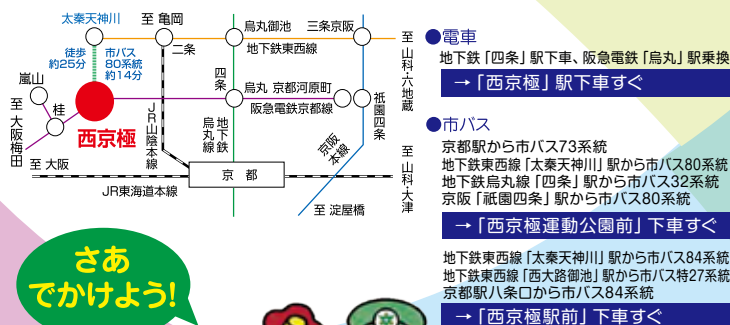 太秦天神川
至 亀岡
烏丸御池
三条京阪
二条
地下鉄東西線
至 山科・六地蔵
徒歩
約25分
市バス
80系統
約14分
嵐山
桂
至 大阪梅田
西京極
四条
烏丸
京都河原町
阪急電鉄京都線
祇園四条
JR山陰本線
地下鉄
烏丸線
京阪
本線
至 大阪
京都
JR東海道本線
至 山科・大津
至 淀屋橋
さあ
でかけよう!
●電車
地下鉄「四条」駅下車、阪急電鉄「烏丸」駅乗換
→「西京極」駅下車すぐ
●市バス
京都駅から市バス73系統
地下鉄東西線「太秦天神川」駅から市バス80系統
地下鉄烏丸線「四条」駅から市バス32系統
京阪「祇園四条」駅から市バス80系統
→「西京極運動公園前」下車すぐ
地下鉄東西線「太秦天神川」駅から市バス84系統
地下鉄東西線「西大路御池」駅から市バス特27系統
京都駅八条口から市バス84系統
→「西京極駅前」下車すぐ